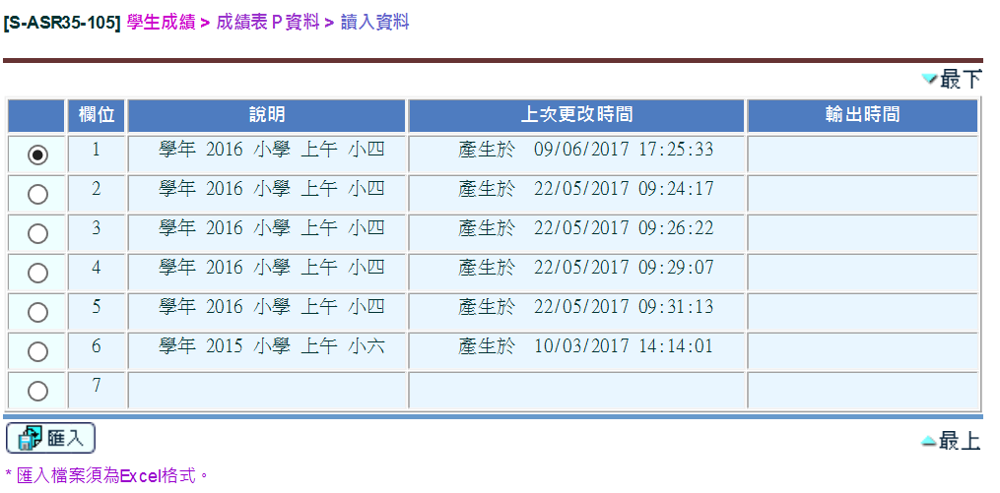 [S-ASR35-105] 學生成績 > 成績表P資料 > 讀入資料
最下
欄位 說明 上次更改時間 輸出時間
1 學年 2016 小學 上午 小四 產生於 09/06/2017 17:25:33
2 學年 2016 小學 上午 小四 產生於 22/05/2017 09:24:17
3 學年 2016 小學 上午 小四 產生於 22/05/2017 09:26:22
4 學年 2016 小學 上午 小四 產生於 22/05/2017 09:29:07
5 學年 2016 小學 上午 小四 產生於 22/05/2017 09:31:13
6 學年 2015 小學 上午 小六 產生於 10/03/2017 14:14:01
7
匯入
最上
* 匯入檔案須為Excel格式。